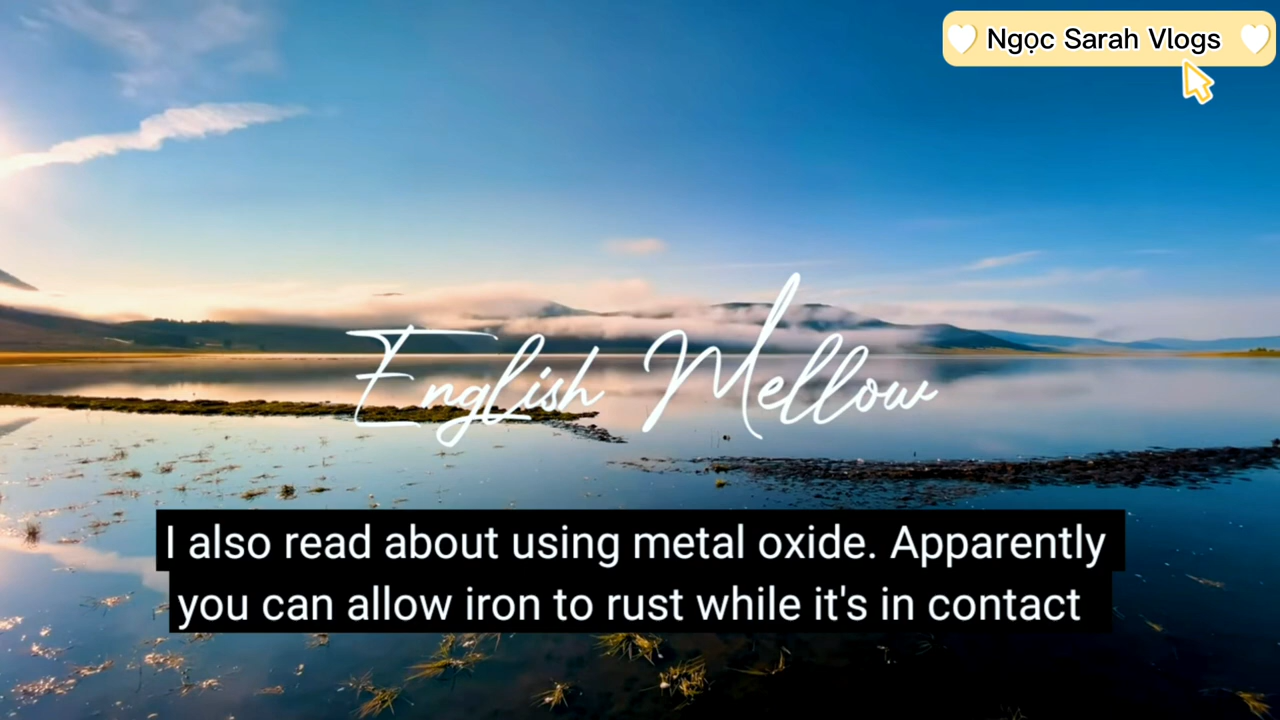 Ngọc Sarah Vlogs
English Mellow
I also read about using metal oxide. Apparently
you can allow iron to rust while it's in contact